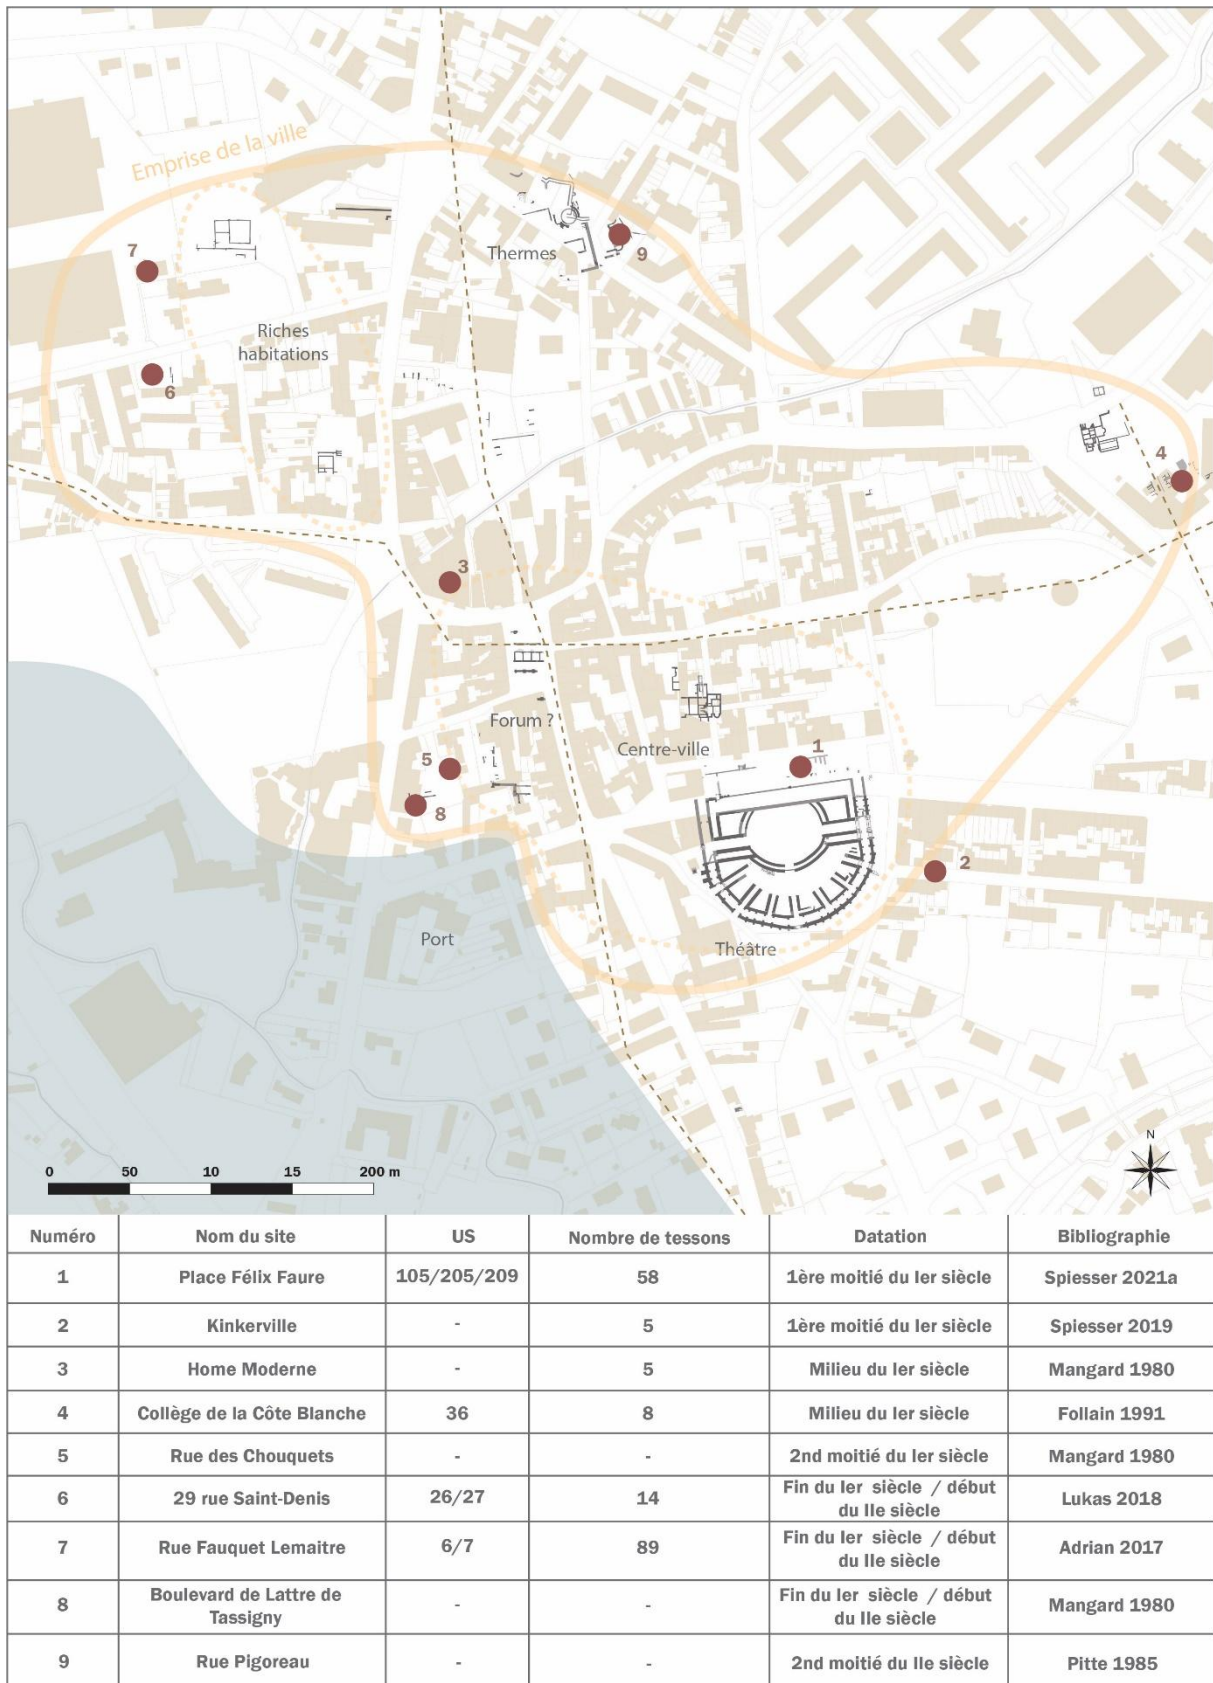 Emprise de la ville
7
Thermes
9
Riches
habitations
6
4
3
Forum ?
Centre-ville
1
5
8
2
Port
Théâtre
N
0 50 10 15 200 m
Numéro Nom du site US Nombre de tessons Datation Bibliographie
1 Place Félix Faure 105/205/209 58 1ère moitié du Ier siècle Spiesser 2021a
2 Kinkerville - 5 1ère moitié du Ier siècle Spiesser 2019
3 Home Moderne - 5 Milieu du Ier siècle Mangard 1980
4 Collège de la Côte Blanche 36 8 Milieu du Ier siècle Follain 1991
5 Rue des Chouquets - - 2nd moitié du Ier siècle Mangard 1980
6 29 rue Saint-Denis 26/27 14 Fin du Ier siècle / début
du IIe siècle Lukas 2018
7 Rue Fauquet Lemaitre 6/7 89 Fin du Ier siècle / début
du IIe siècle Adrian 2017
8 Boulevard de Lattre de
Tassigny - - Fin du Ier siècle / début
du IIe siècle Mangard 1980
9 Rue Pigoreau - - 2nd moitié du IIe siècle Pitte 1985